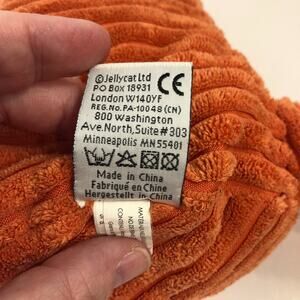 ©Jellycat Ltd
PO Box 18931 CE
London W140YF
REG.No.PA-10048 (CN)
800 Washington
Ave.North,Suite#303
Minneapolis MN55401
Made in China
Fabriqué en Chine
Hergestellt in China